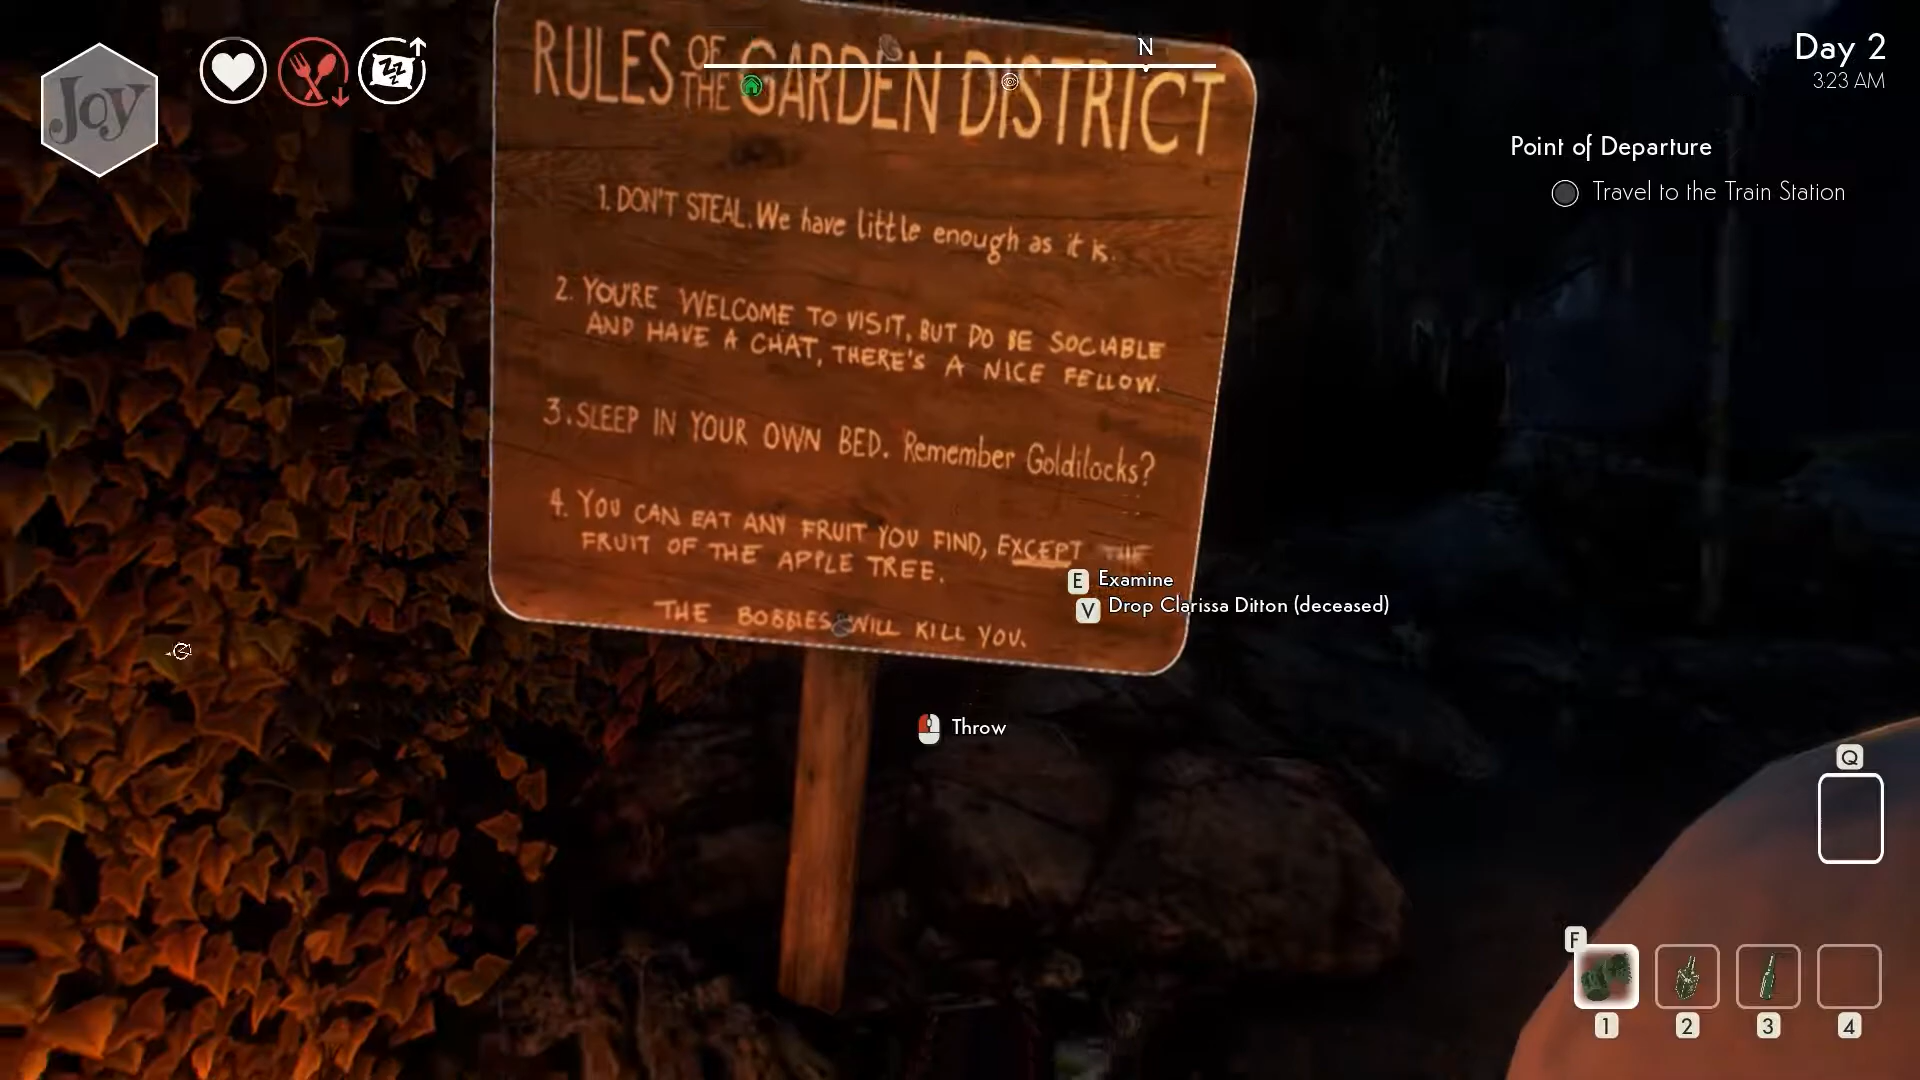 Joy
N
Day 2
3:23 AM
Point of Departure
Travel to the Train Station
RULES OF THE GARDEN DISTRICT
1. DON'T STEAL. We have little enough as it is.
2. YOU'RE WELCOME TO VISIT, BUT DO BE SOCIABLE
AND HAVE A CHAT, THERE'S A NICE FELLOW.
3. SLEEP IN YOUR OWN BED. Remember Goldilocks?
4. YOU CAN EAT ANY FRUIT YOU FIND, EXCEPT THE
FRUIT OF THE APPLE TREE.
THE BOBBIES WILL KILL YOU.
E Examine
V Drop Clarissa Ditton (deceased)
Throw
Q
F
1 2 3 4